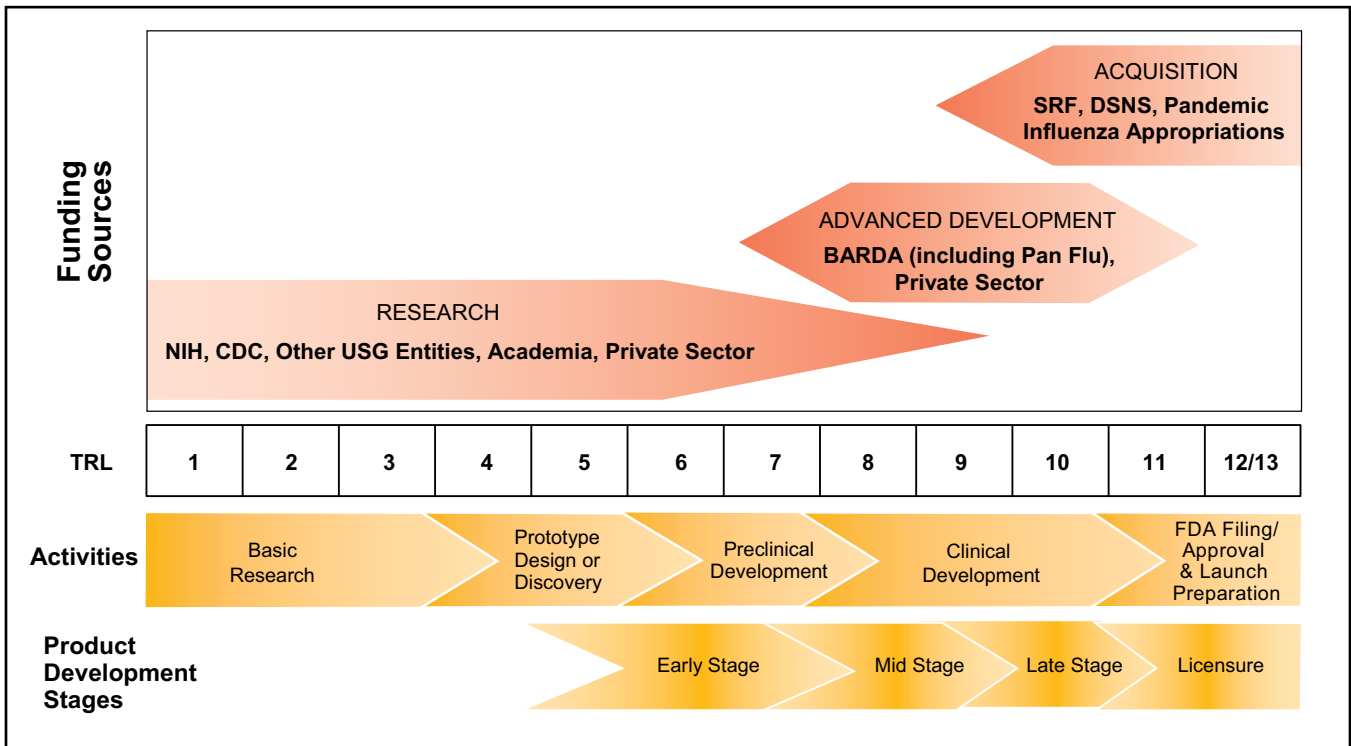 Funding
Sources
ACQUISITION
SRF, DSNS, Pandemic
Influenza Appropriations
ADVANCED DEVELOPMENT
BARDA (including Pan Flu),
Private Sector
RESEARCH
NIH, CDC, Other USG Entities, Academia, Private Sector
TRL 1 2 3 4 5 6 7 8 9 10 11 12/13
Activities
Basic
Research
Prototype
Design or
Discovery
Preclinical
Development
Clinical
Development
FDA Filing/
Approval
& Launch
Preparation
Product
Development
Stages
Early Stage
Mid Stage
Late Stage
Licensure